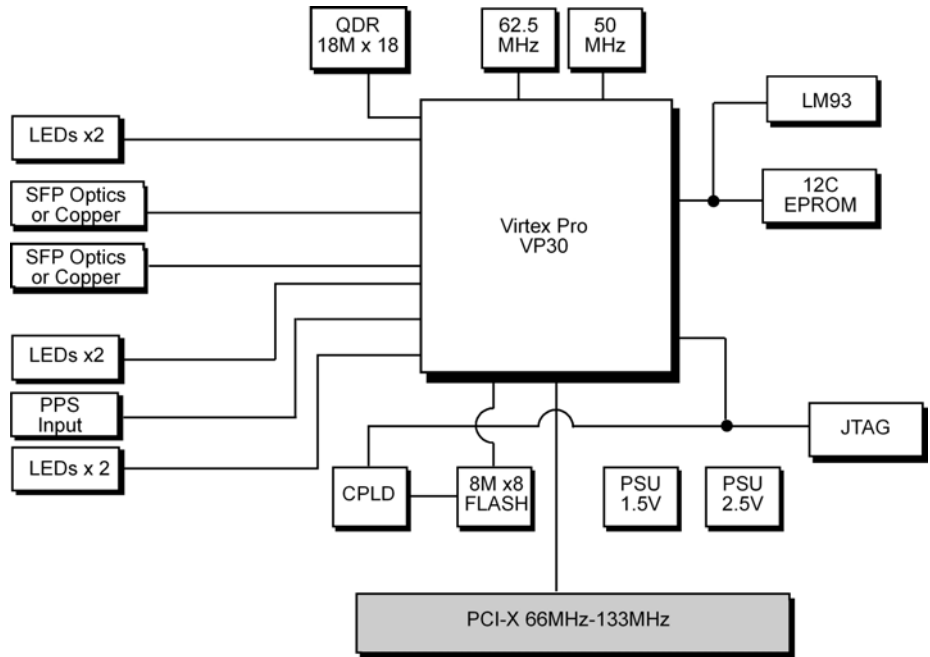 QDR
18M x 18
62.5
MHz
50
MHz
LM93
LEDs x2
SFP Optics
or Copper
12C
EPROM
Virtex Pro
VP30
SFP Optics
or Copper
LEDs x2
PPS
Input
JTAG
LEDs x 2
CPLD
8M x8
FLASH
PSU
1.5V
PSU
2.5V
PCI-X 66MHz-133MHz